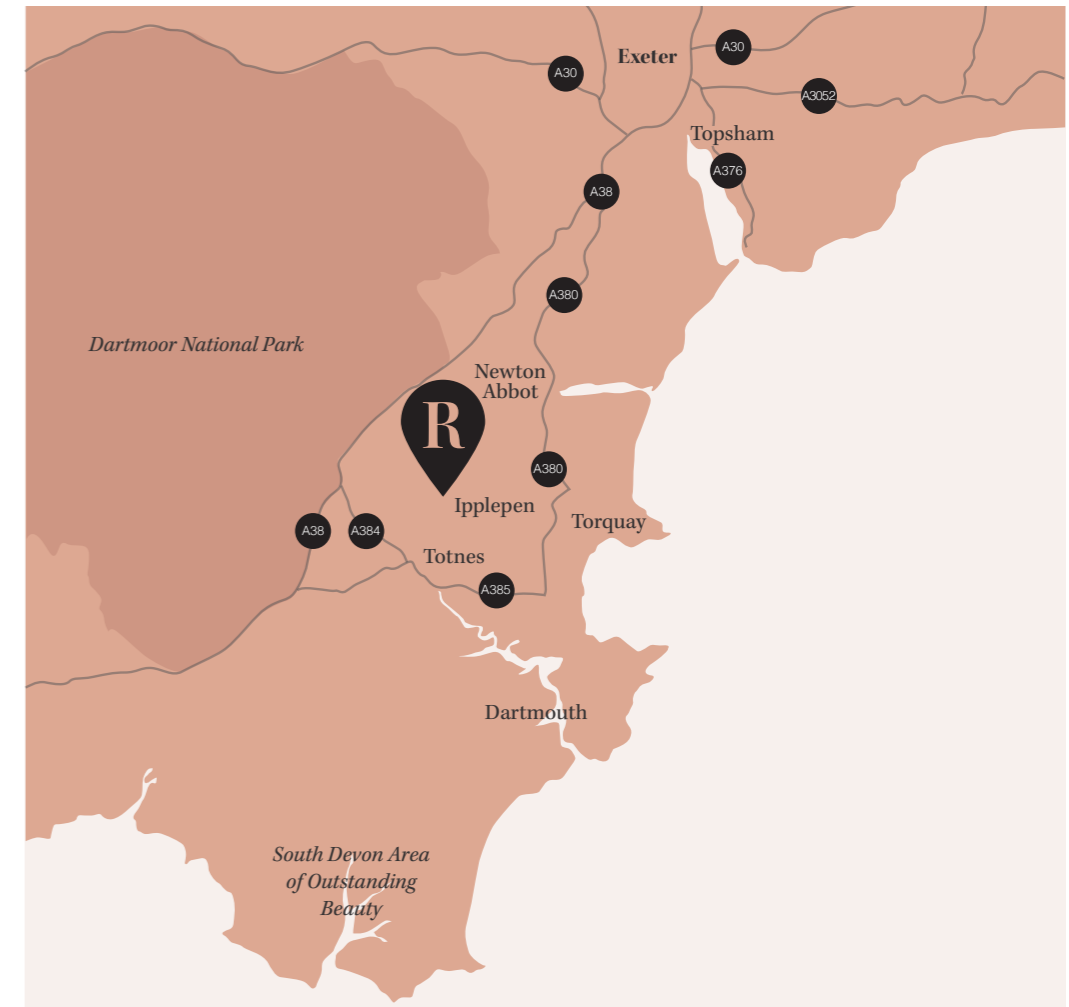 A30
Exeter
A30
A3052
Topsham
A376
A38
A380
Dartmoor National Park
Newton
Abbot
R
A380
Ipplepen
Torquay
A38
A384
Totnes
A385
Dartmouth
South Devon Area
of Outstanding
Beauty